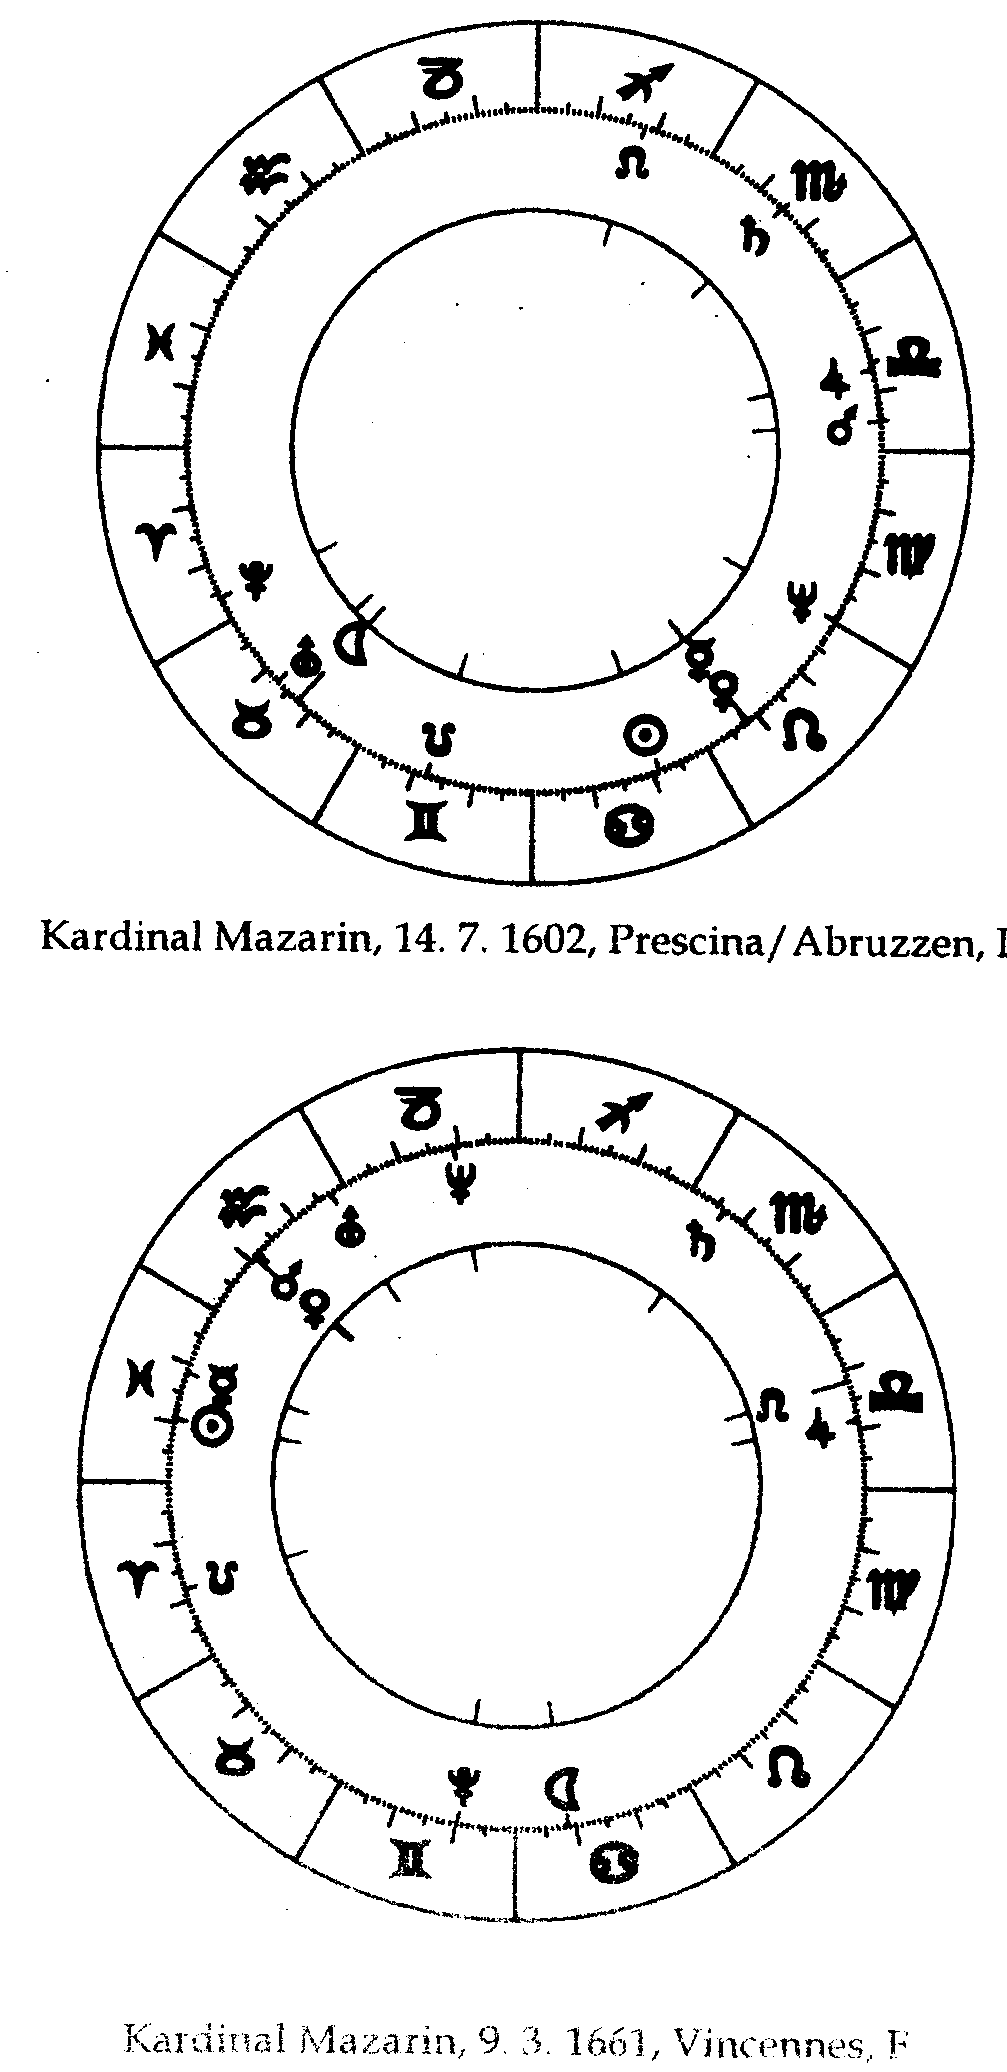 Kardinal Mazarin, 14. 7. 1602, Prescina/Abruzzen,
Kardinal Mazarin, 9. 3. 1661, Vincennes, F